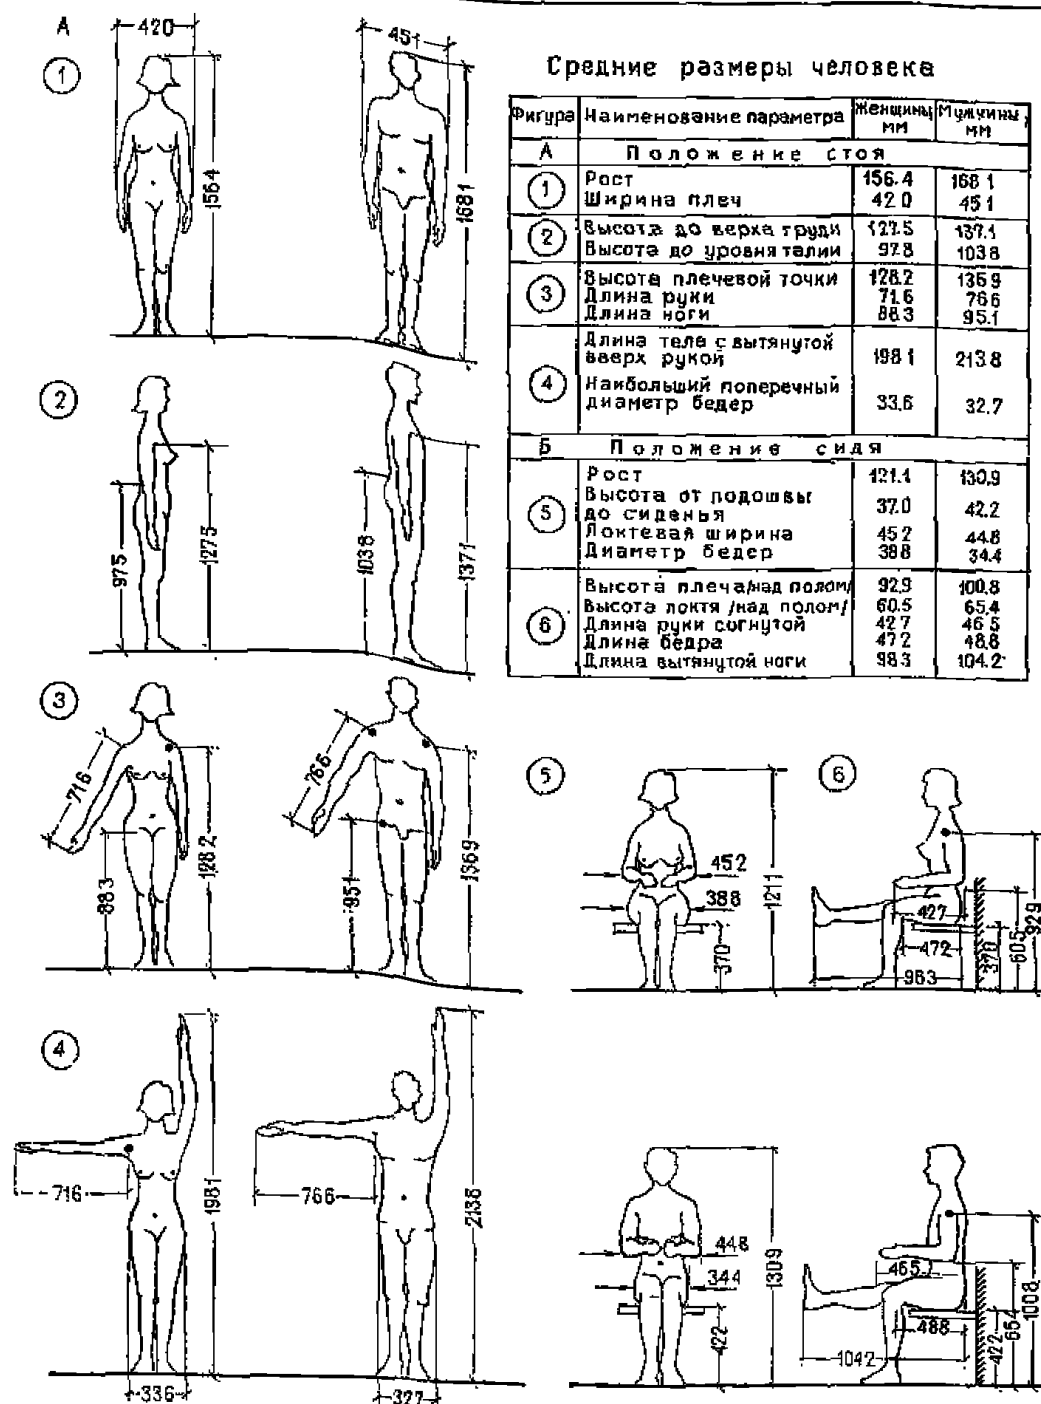 А
420
451
1
1564
1681
Средние размеры человека
Фигура Наименование параметра Женщины, мм Мужчины, мм
А Положение стоя
1 Рост 156.4 168 1
Ширина плеч 42 0 45 1
2 Высота до верха груди 127.5 137.1
Высота до уровня талии 97.8 103 8
3 Высота плечевой точки 128.2 136 9
Длина руки 71 6 76 6
Длина ноги 88.3 95.1
4 Длина тела с вытянутой
вверх рукой 198 1 213.8
Наибольший поперечный
диаметр бедер 33.6 32.7
Б Положение сидя
5 Рост 121.1 130.9
Высота от подошвы
до сиденья 37.0 42.2
Локтевая ширина 45 2 44.8
Диаметр бедер 38 8 34.4
6 Высота плеча/над полом/ 92,9 100.8
Высота локтя /над полом/ 60.5 65.4
Длина руки согнутой 42 7 46 5
Длина бедра 47 2 48.8
Длина вытянутой ноги 98 3 104.2
2
975
1275
1038
1371
3
716
883
128 2
766
951
1369
5
452
388
370
1211
6
427
472
983
370
605
929
4
716
1981
336
766
2138
327
448
344
422
1309
465
488
1042
422
654
1008